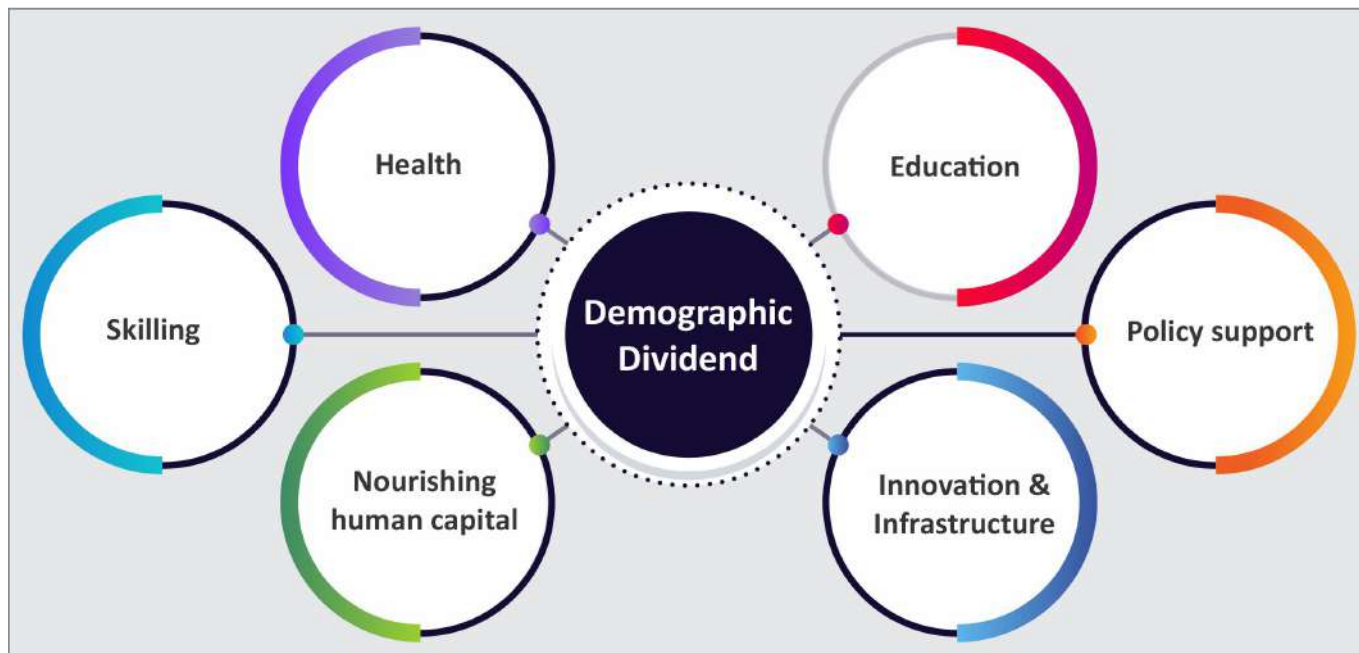 Health
Education
Skilling
Demographic
Dividend
Policy support
Nourishing
human capital
Innovation &
Infrastructure